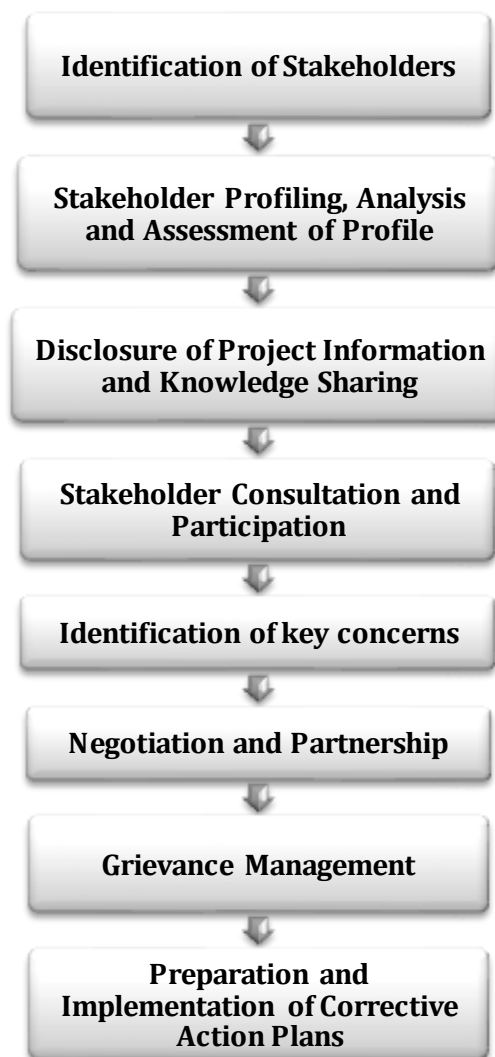 Identification of Stakeholders
Stakeholder Profiling, Analysis
and Assessment of Profile
Disclosure of Project Information
and Knowledge Sharing
Stakeholder Consultation and
Participation
Identification of key concerns
Negotiation and Partnership
Grievance Management
Preparation and
Implementation of Corrective
Action Plans